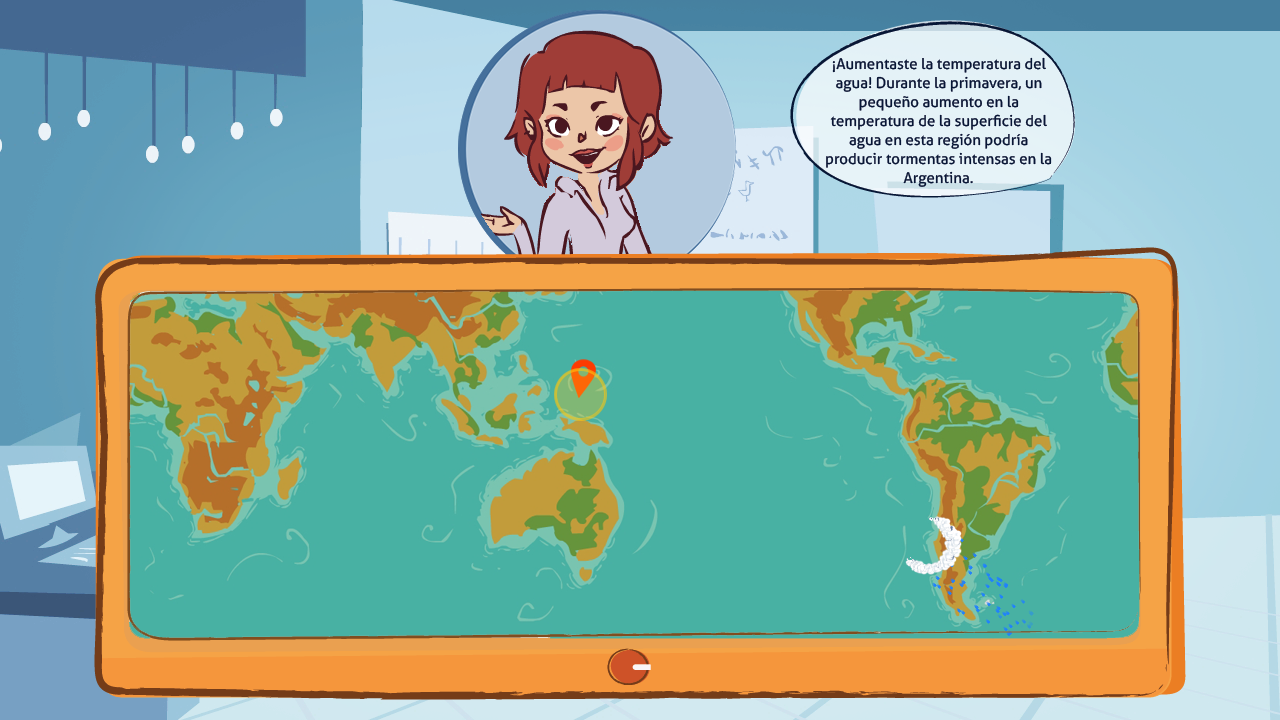 ¡Aumentaste la temperatura del
agua! Durante la primavera, un
pequeño aumento en la
temperatura de la superficie del
agua en esta región podría
producir tormentas intensas en la
Argentina.